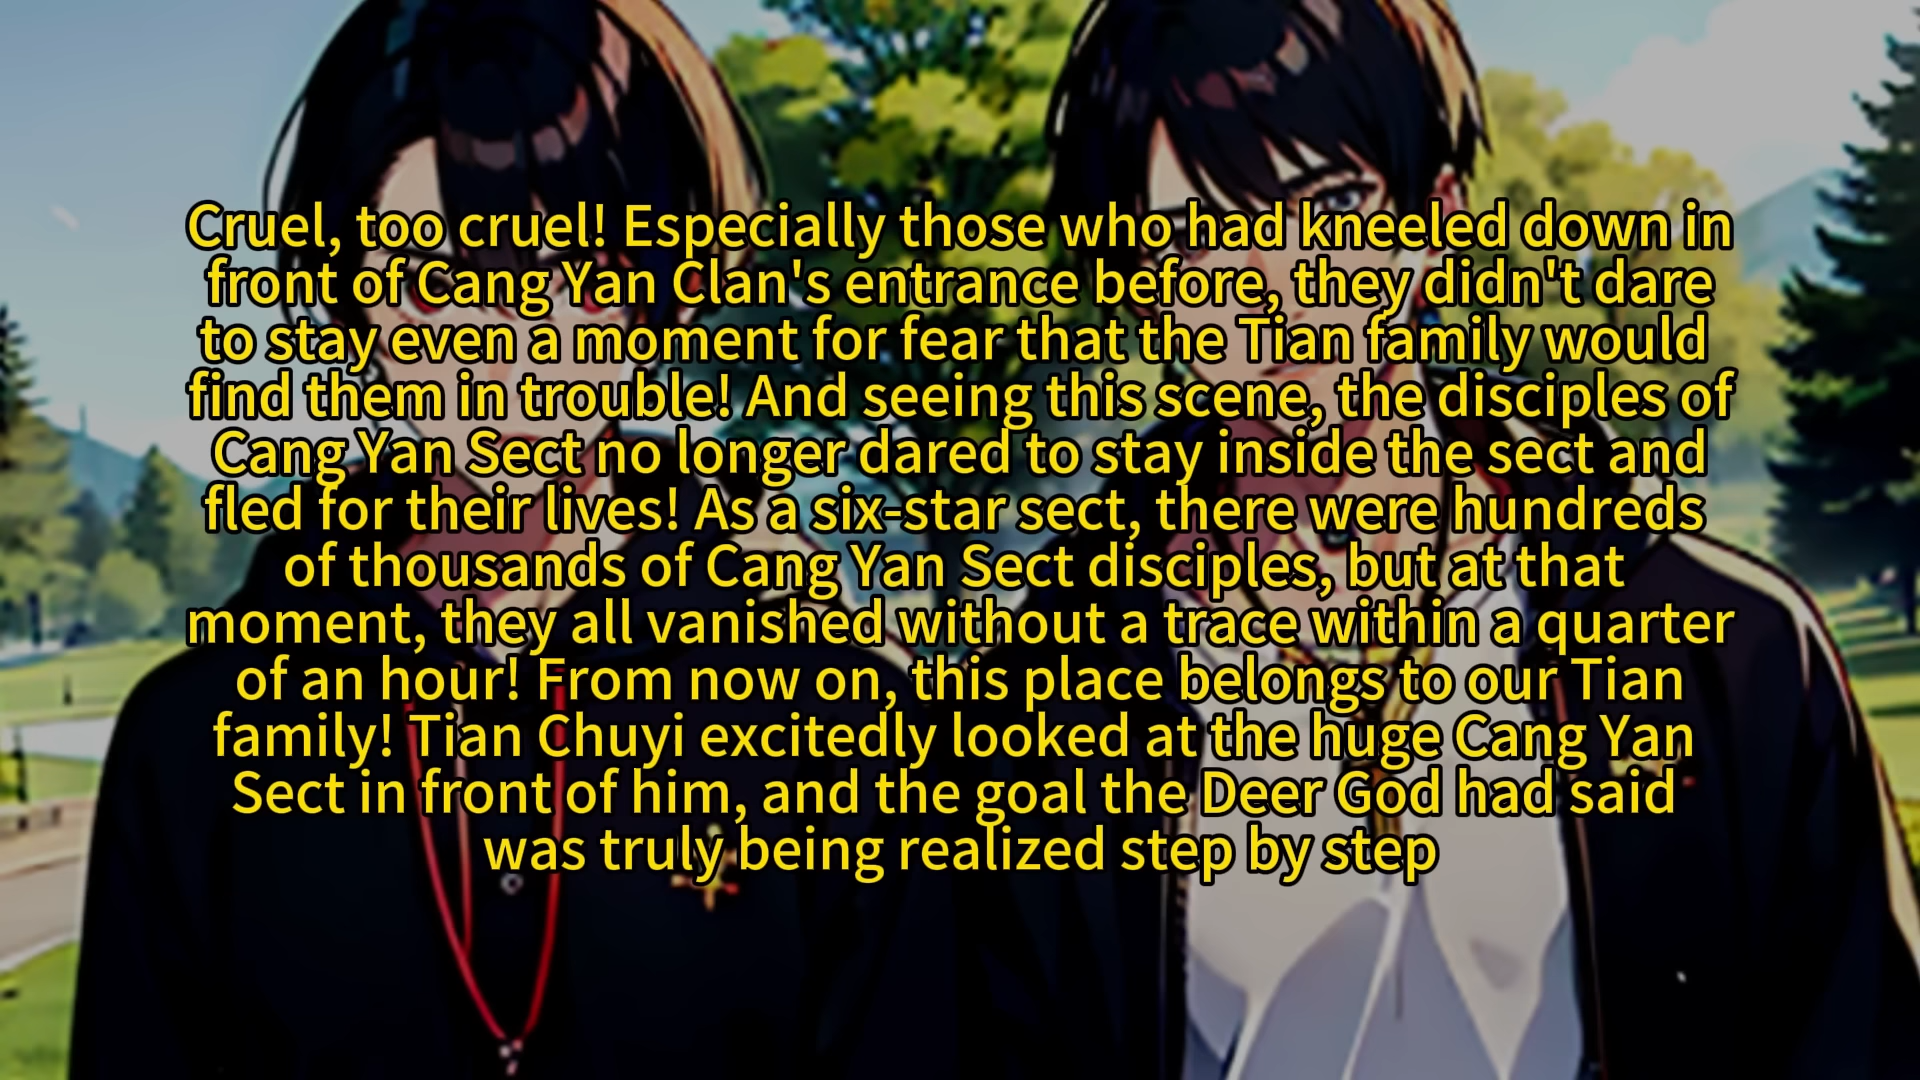 Cruel, too cruel! Especially those who had kneeled down in
front of Cang Yan Clan's entrance before, they didn't dare
to stay even a moment for fear that the Tian family would
find them in trouble! And seeing this scene, the disciples of
Cang Yan Sect no longer dared to stay inside the sect and
fled for their lives! As a six-star sect, there were hundreds
of thousands of Cang Yan Sect disciples, but at that
moment, they all vanished without a trace within a quarter
of an hour! From now on, this place belongs to our Tian
family! Tian Chuyi excitedly looked at the huge Cang Yan
Sect in front of him, and the goal the Deer God had said
was truly being realized step by step